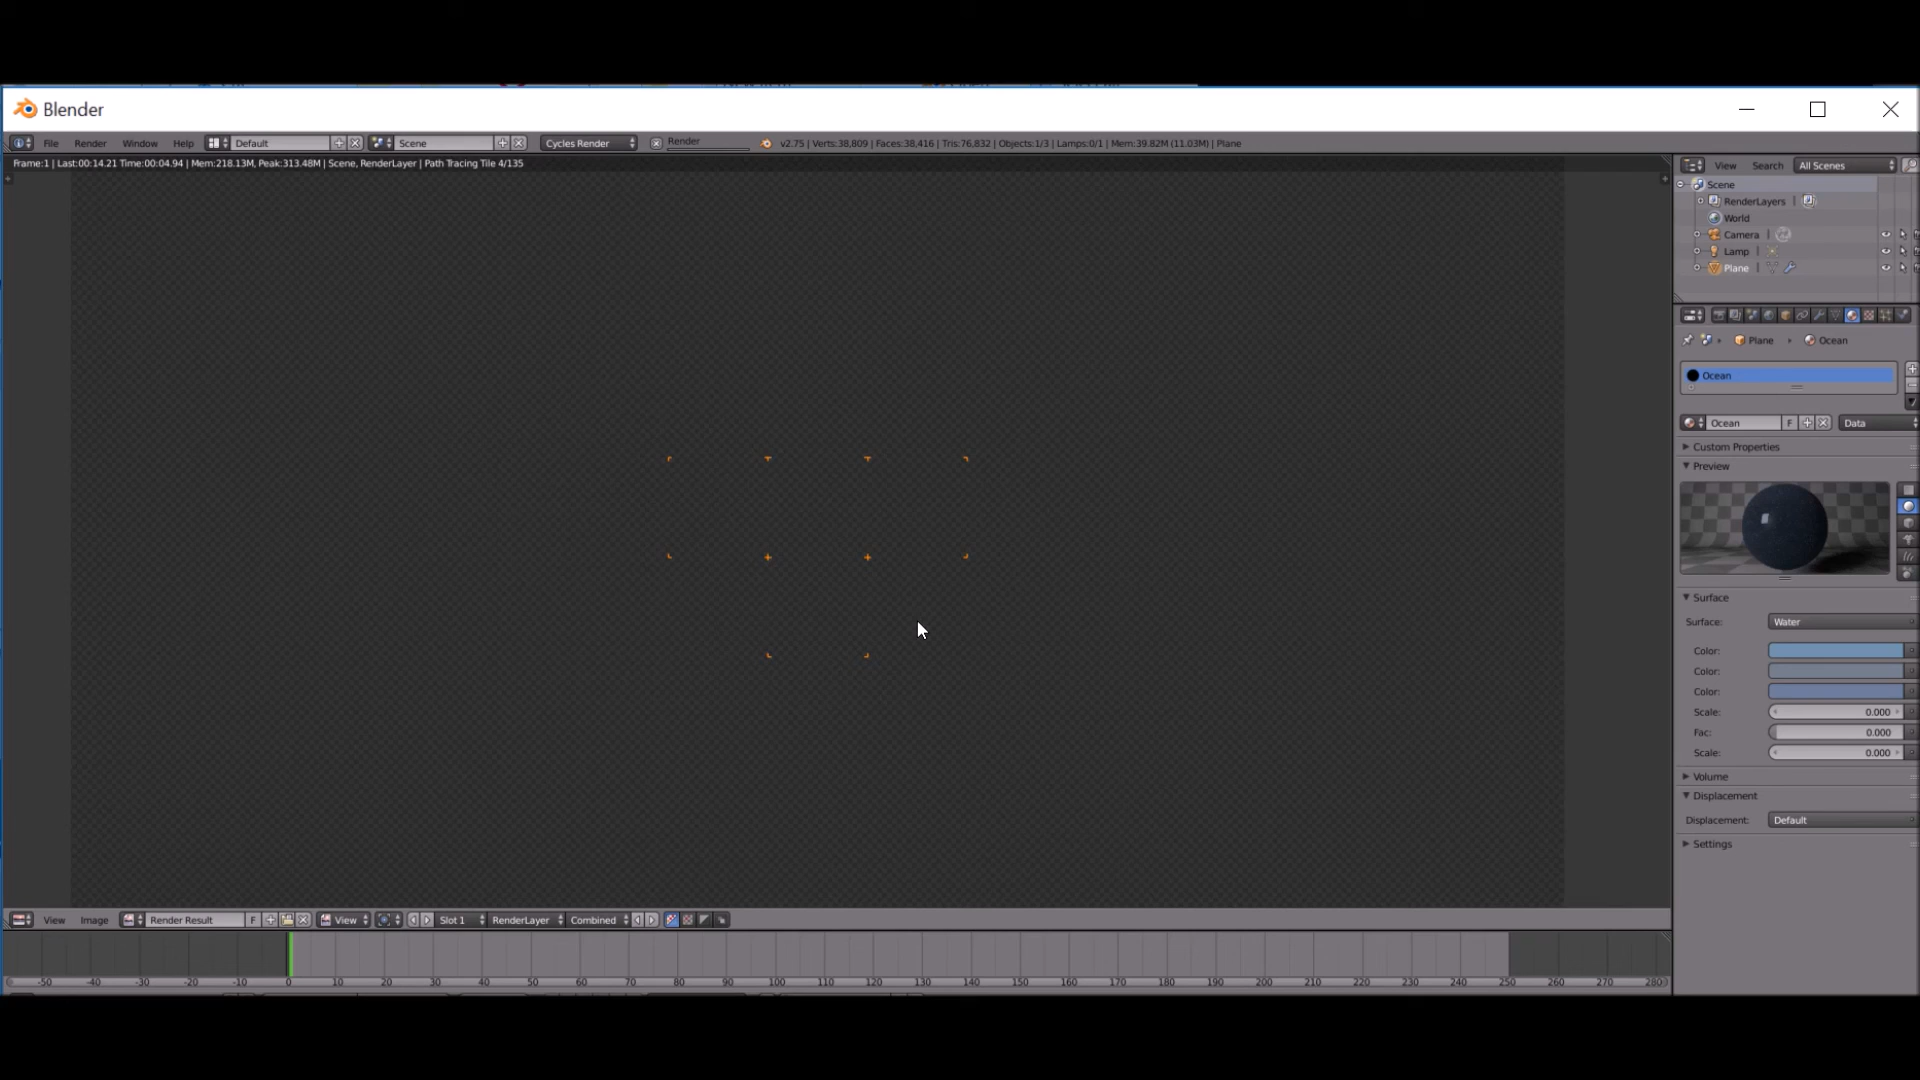 Blender
File Render Window Help Default Scene Cycles Render Render v2.75 | Verts:38,809 | Faces:38,416 | Tris:76,832 | Objects:1/3 | Lamps:0/1 | Mem:39.82M (11.03M) | Plane
Frame:1 | Last:00:14.21 Time:00:04.94 | Mem:218.13M, Peak:313.48M | Scene, RenderLayer | Path Tracing Tile 4/135
View Search All Scenes
Scene
RenderLayers
World
Camera
Lamp
Plane
Plane Ocean
Ocean
Ocean F Data
Custom Properties
Preview
Surface
Surface: Water
Color:
Color:
Color:
Scale: 0.000
Fac: 0.000
Scale: 0.000
Volume
Displacement
Displacement: Default
Settings
View Image Render Result F View Slot 1 RenderLayer Combined
-50 -40 -30 -20 -10 0 10 20 30 40 50 60 70 80 90 100 110 120 130 140 150 160 170 180 190 200 210 220 230 240 250 260 270 280